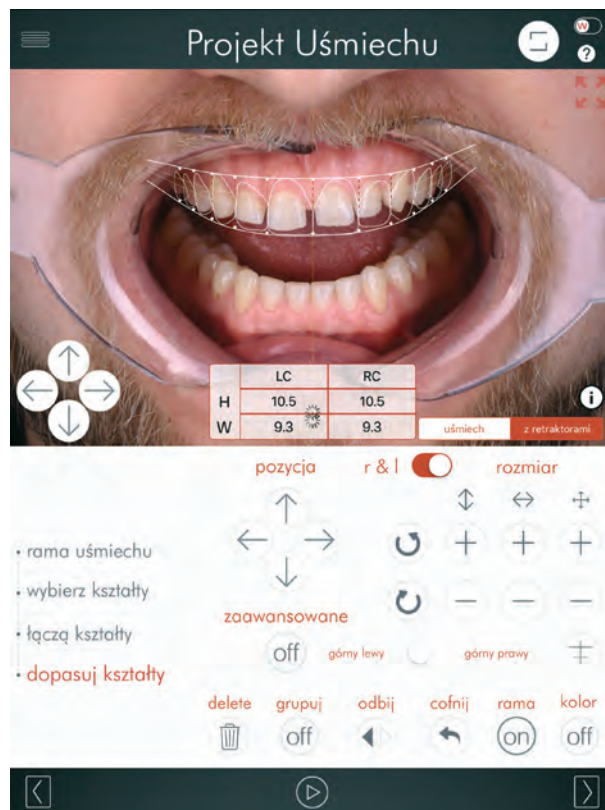 Projekt Uśmiechu
W
?
LC RC
H 10.5 10.5
W 9.3 9.3
i
uśmiech z retraktorami
pozycja r & l rozmiar
• rama uśmiechu
• wybierz kształty
• łączą kształty
• dopasuj kształty
zaawansowane
off górny lewy górny prawy
delete grupuj odbij cofnij rama kolor
off on off